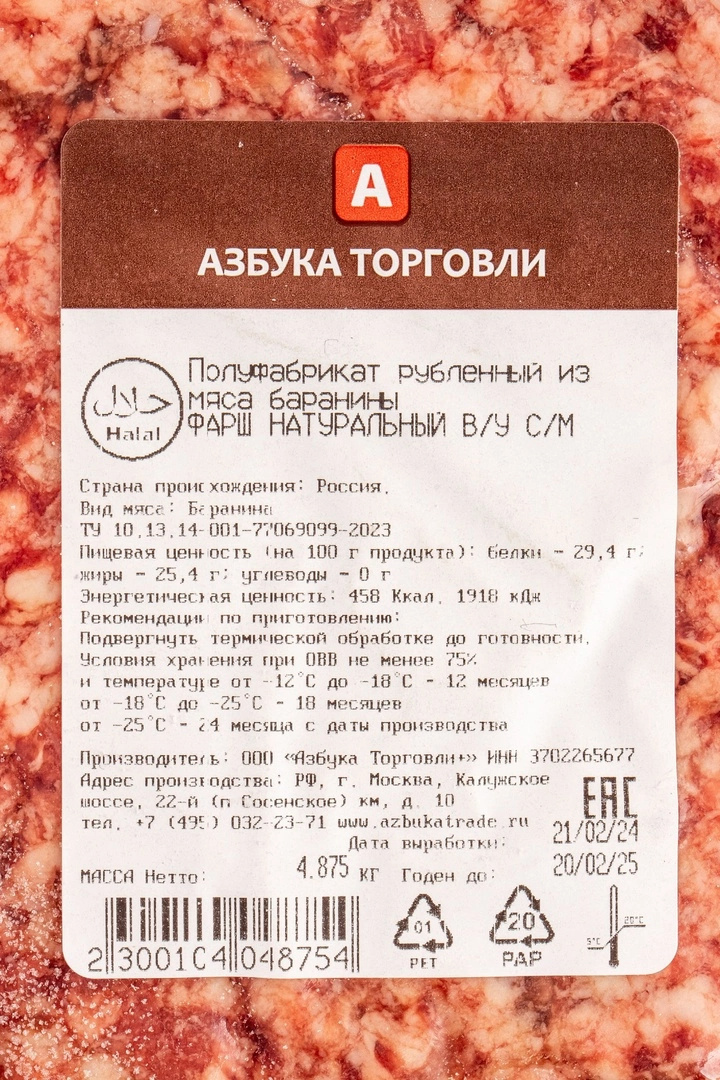 А
АЗБУКА ТОРГОВЛИ
حلال
Halal
Полуфабрикат рубленный из
мяса баранины
ФАРШ НАТУРАЛЬНЫЙ В/У С/М
Страна происхождения: Россия.
Вид мяса: Баранина
ТУ 10.13.14-001-77069099-2023
Пищевая ценность (на 100 г продукта): белки - 29,4 г;
жиры - 25,4 г; углеводы - 0 г
Энергетическая ценность: 458 Ккал, 1918 кДж
Рекомендации по приготовлению:
Подвергнуть термической обработке до готовности.
Условия хранения при ОВВ не менее 75%
и температуре от -12°С до -18°С - 12 месяцев
от -18°С до -25°С - 18 месяцев
от -25°С - 24 месяца с даты производства
Производитель: ООО «Азбука Торговли+» ИНН 3702265677
Адрес производства: РФ, г. Москва, Калужское
шоссе, 22-й (п Сосенское) км, д. 10
тел. +7 (495) 032-23-71 www.azbukatrade.ru
EAC
Дата выработки: 21/02/24
МАССА Нетто: 4.875 КГ Годен до: 20/02/25
2 300104 048754
01
PET
20
PAP
5°C
20°C